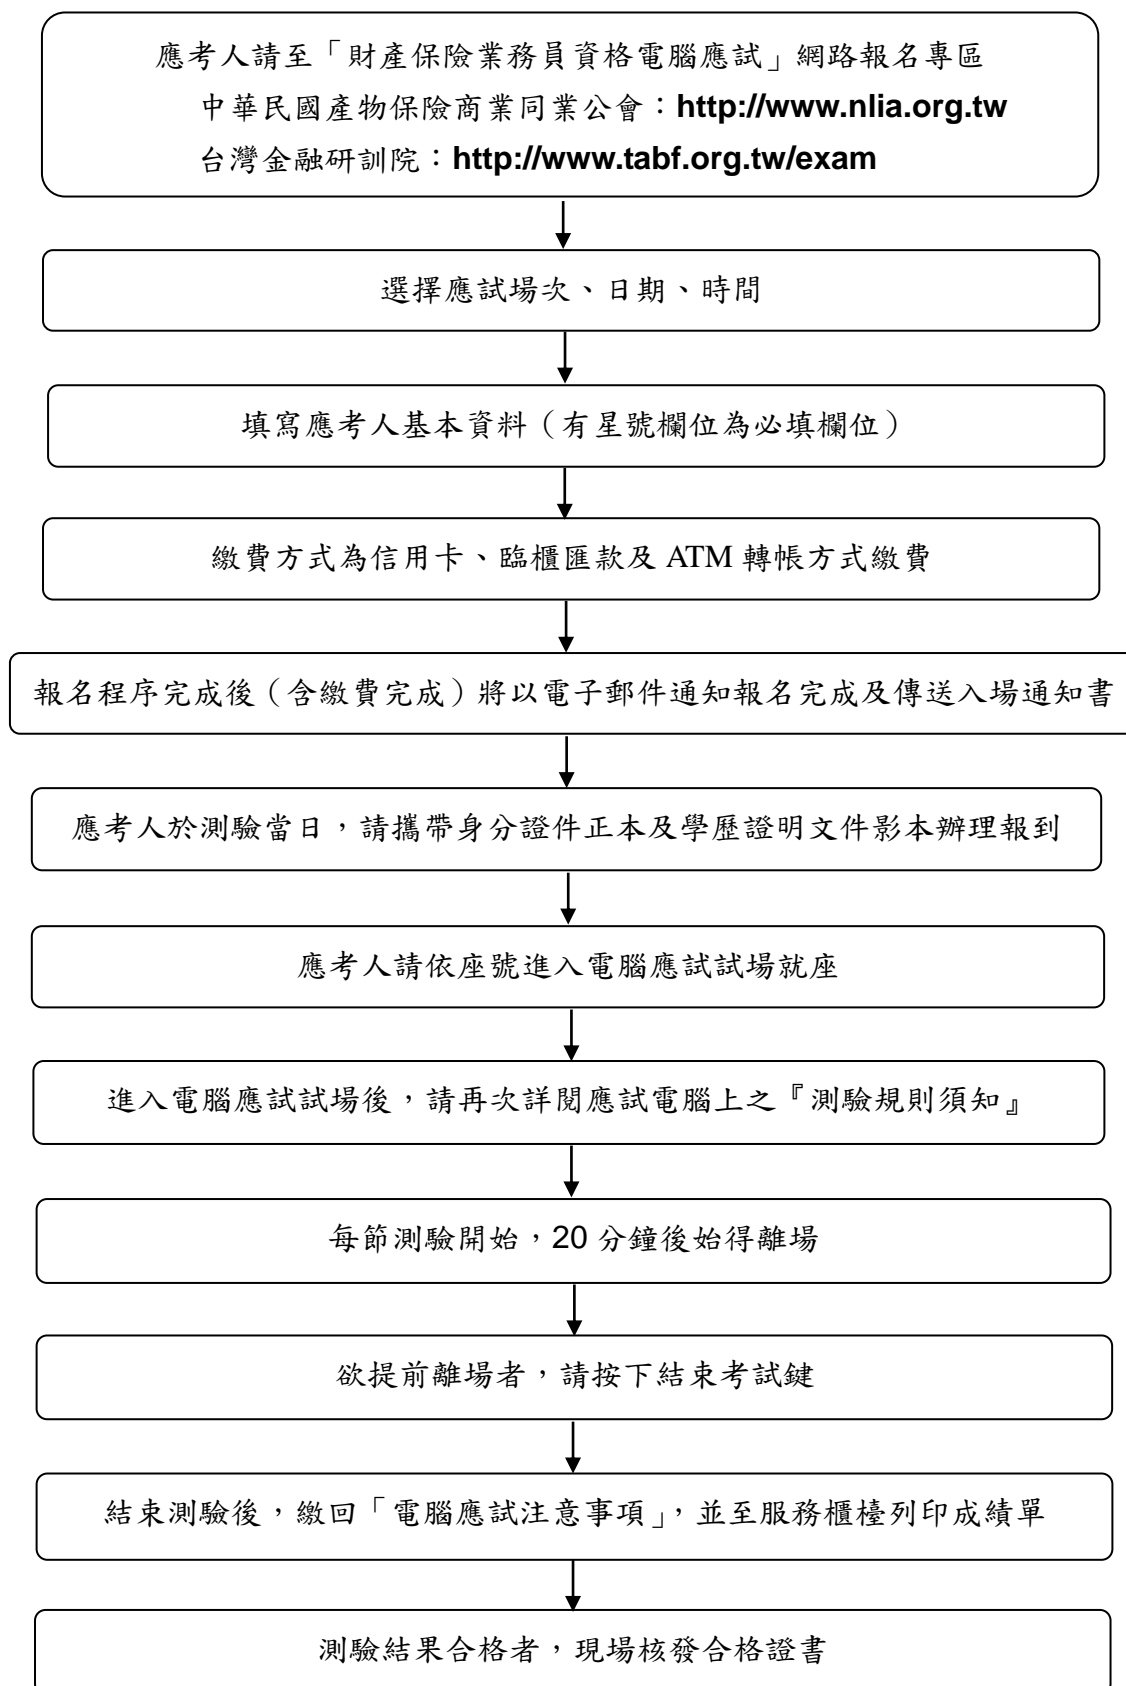 應考人請至「財產保險業務員資格電腦應試」網路報名專區
中華民國產物保險商業同業公會：http://www.nlia.org.tw
台灣金融研訓院：http://www.tabf.org.tw/exam
選擇應試場次、日期、時間
填寫應考人基本資料（有星號欄位為必填欄位）
繳費方式為信用卡、臨櫃匯款及 ATM 轉帳方式繳費
報名程序完成後（含繳費完成）將以電子郵件通知報名完成及傳送入場通知書
應考人於測驗當日，請攜帶身分證件正本及學歷證明文件影本辦理報到
應考人請依座號進入電腦應試試場就座
進入電腦應試試場後，請再次詳閱應試電腦上之『測驗規則須知』
每節測驗開始，20 分鐘後始得離場
欲提前離場者，請按下結束考試鍵
結束測驗後，繳回「電腦應試注意事項」，並至服務櫃檯列印成績單
測驗結果合格者，現場核發合格證書